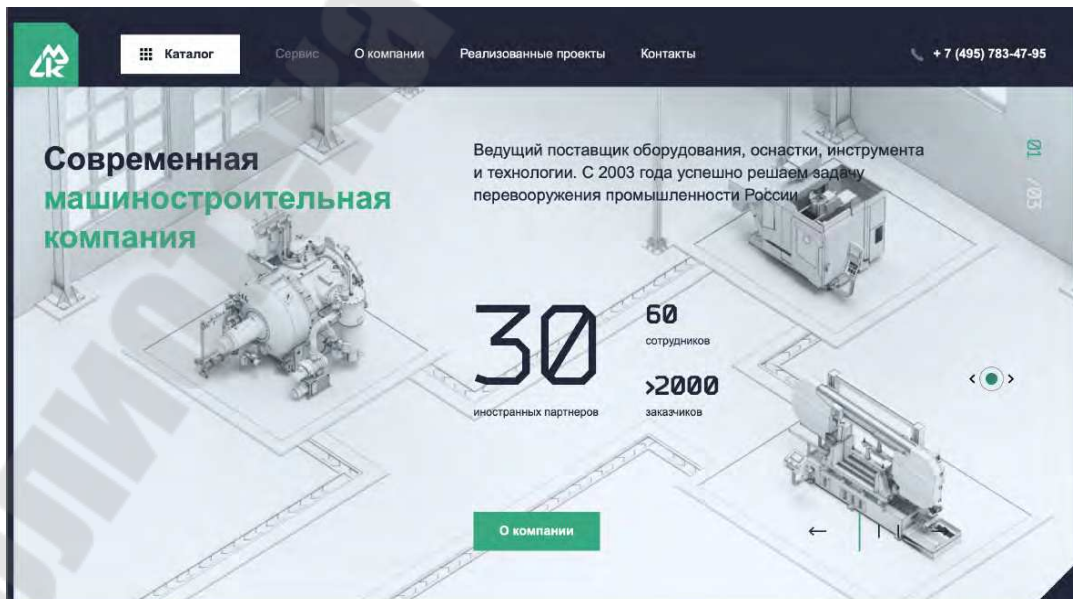 Каталог
Сервис
О компании
Реализованные проекты
Контакты
+ 7 (495) 783-47-95
Современная
машиностроительная
компания
Ведущий поставщик оборудования, оснастки, инструмента
и технологии. С 2003 года успешно решаем задачу
перевооружения промышленности России
01
/03
30
иностранных партнеров
60
сотрудников
>2000
заказчиков
О компании